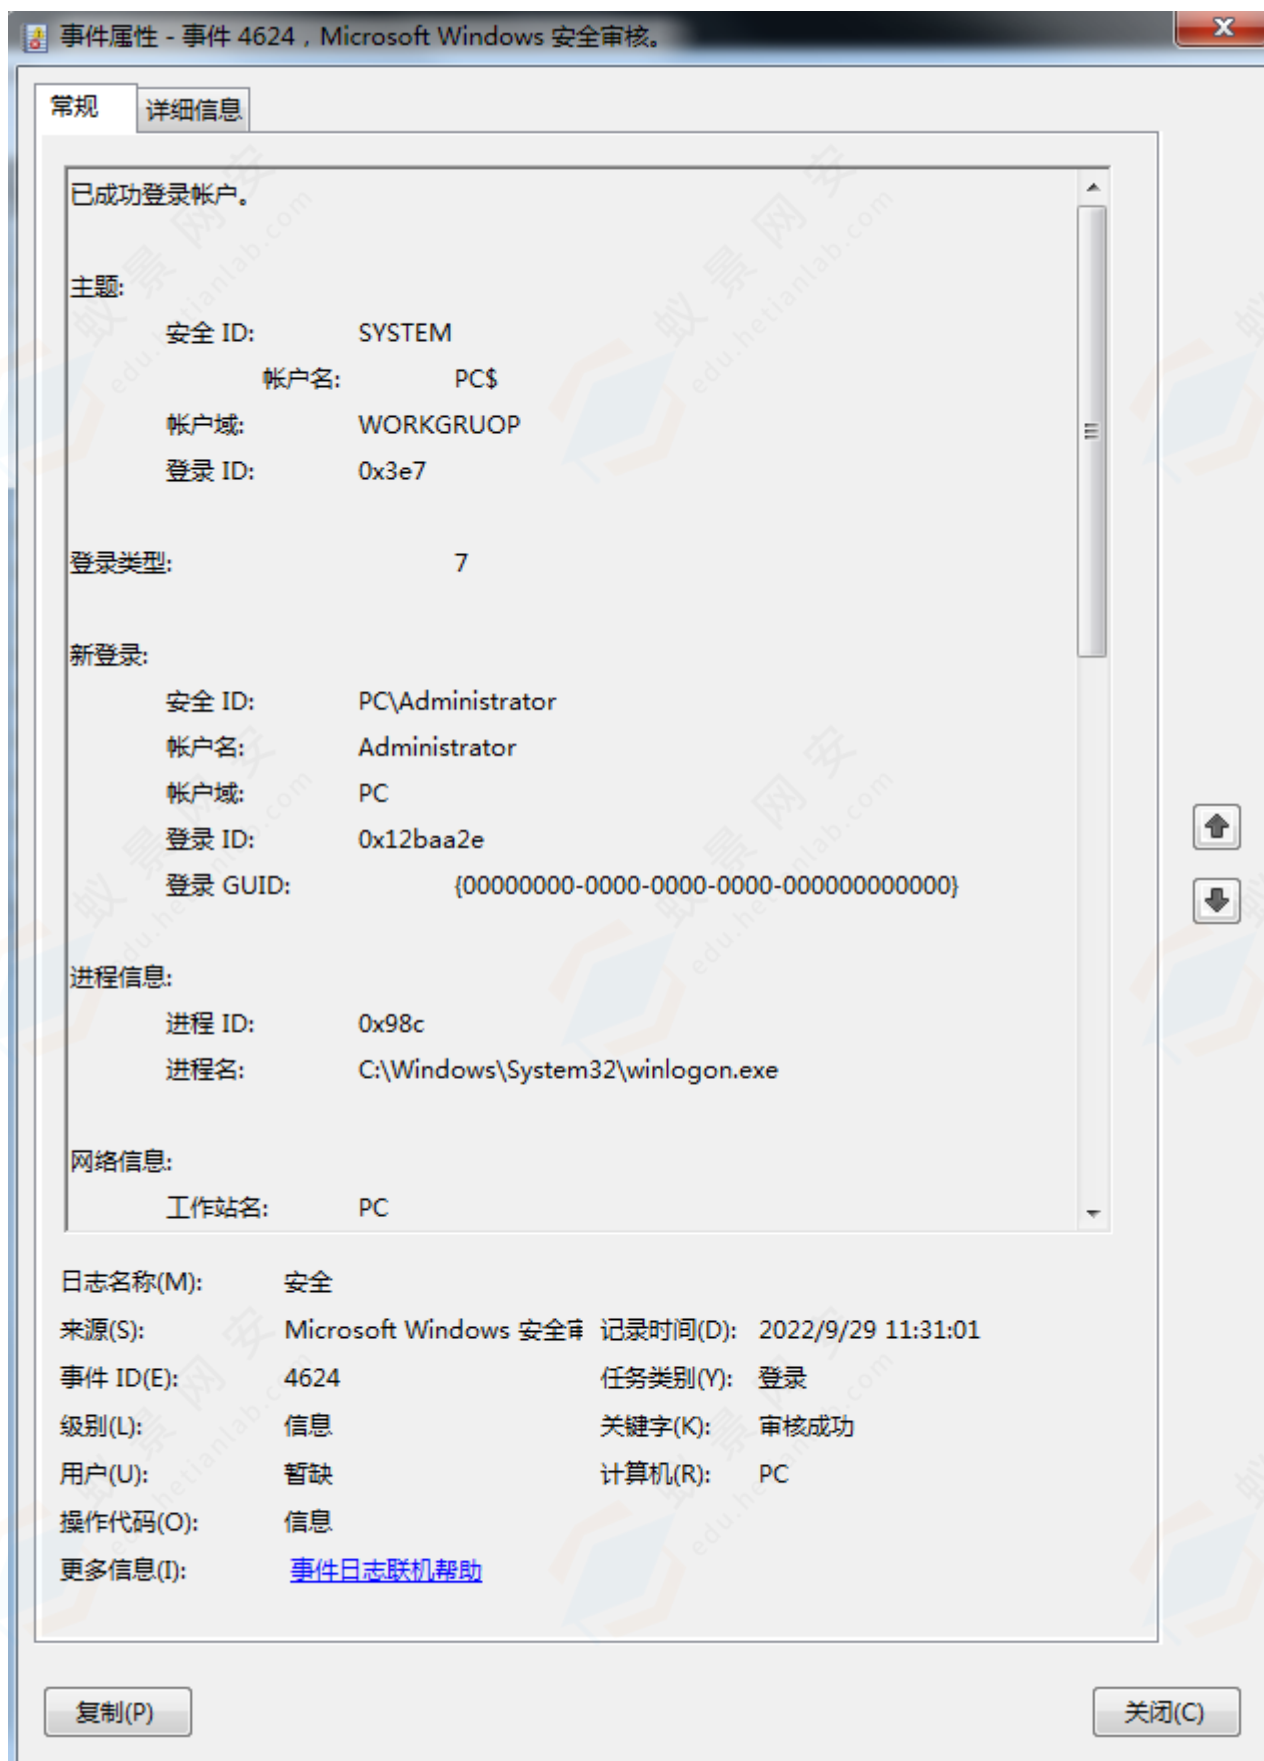 事件属性 - 事件 4624，Microsoft Windows 安全审核。
常规 详细信息
已成功登录帐户。
主题:
安全 ID: SYSTEM
帐户名: PC$
帐户域: WORKGRUOP
登录 ID: 0x3e7
登录类型: 7
新登录:
安全 ID: PC\Administrator
帐户名: Administrator
帐户域: PC
登录 ID: 0x12baa2e
登录 GUID: {00000000-0000-0000-0000-000000000000}
进程信息:
进程 ID: 0x98c
进程名: C:\Windows\System32\winlogon.exe
网络信息:
工作站名: PC
日志名称(M): 安全
来源(S): Microsoft Windows 安全审 记录时间(D): 2022/9/29 11:31:01
事件 ID(E): 4624 任务类别(Y): 登录
级别(L): 信息 关键字(K): 审核成功
用户(U): 暂缺 计算机(R): PC
操作代码(O): 信息
更多信息(I): 事件日志联机帮助
复制(P) 关闭(C)
蚁景网安
edu.hetianlab.com